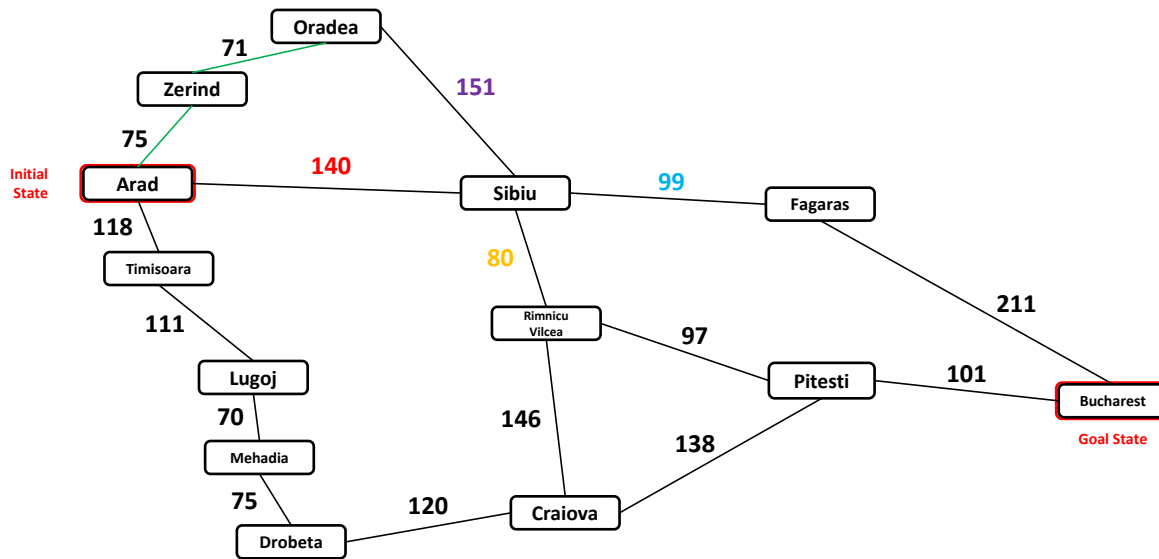 Oradea
71
Zerind
151
75
Initial
State
Arad
140
Sibiu
99
Fagaras
118
Timisoara
80
111
Rimnicu
Vilcea
97
211
Lugoj
Pitesti
101
Bucharest
70
146
138
Goal State
Mehadia
75
120
Craiova
Drobeta